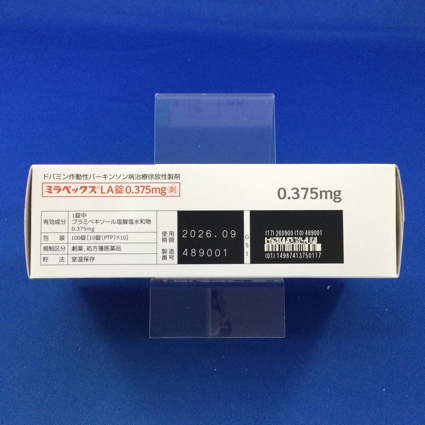 ドパミン作動性パーキンソン病治療徐放性製剤
ミラペックス®LA錠0.375mg 劇
0.375mg
有効成分 1錠中
プラミペキソール塩酸塩水和物
0.375mg
包装 100錠[10錠(PTP)×10]
規制区分 劇薬、処方箋医薬品
貯法 室温保存
使用期限 2026.09
製造番号 489001
GS1
(17) 260900 (10) 489001
(01) 14987413750117